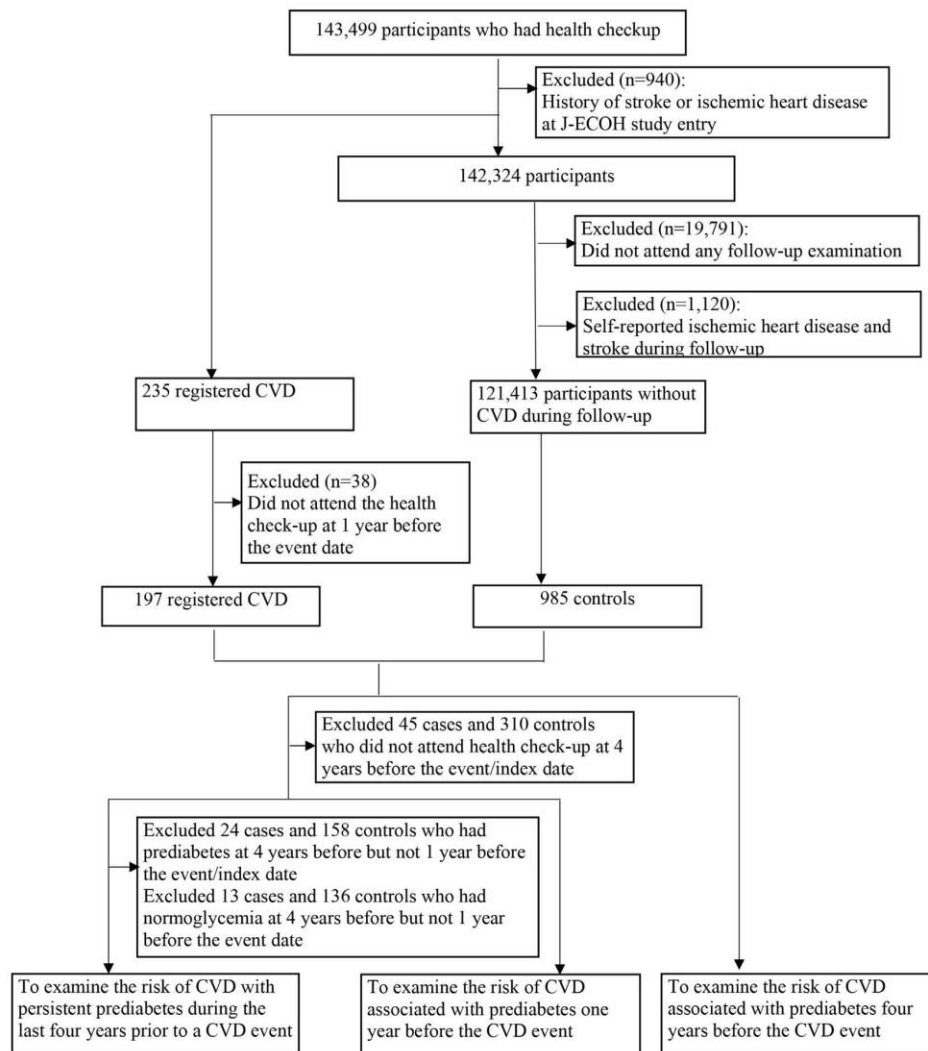 143,499 participants who had health checkup
Excluded (n=940):
History of stroke or ischemic heart disease
at J-ECOH study entry
142,324 participants
Excluded (n=19,791):
Did not attend any follow-up examination
Excluded (n=1,120):
Self-reported ischemic heart disease and
stroke during follow-up
235 registered CVD
121,413 participants without
CVD during follow-up
Excluded (n=38)
Did not attend the health
check-up at 1 year before
the event date
197 registered CVD
985 controls
Excluded 45 cases and 310 controls
who did not attend health check-up at 4
years before the event/index date
Excluded 24 cases and 158 controls who had
prediabetes at 4 years before but not 1 year before
the event/index date
Excluded 13 cases and 136 controls who had
normoglycemia at 4 years before but not 1 year
before the event date
To examine the risk of CVD with
persistent prediabetes during the
last four years prior to a CVD event
To examine the risk of CVD
associated with prediabetes one
year before the CVD event
To examine the risk of CVD
associated with prediabetes four
years before the CVD event